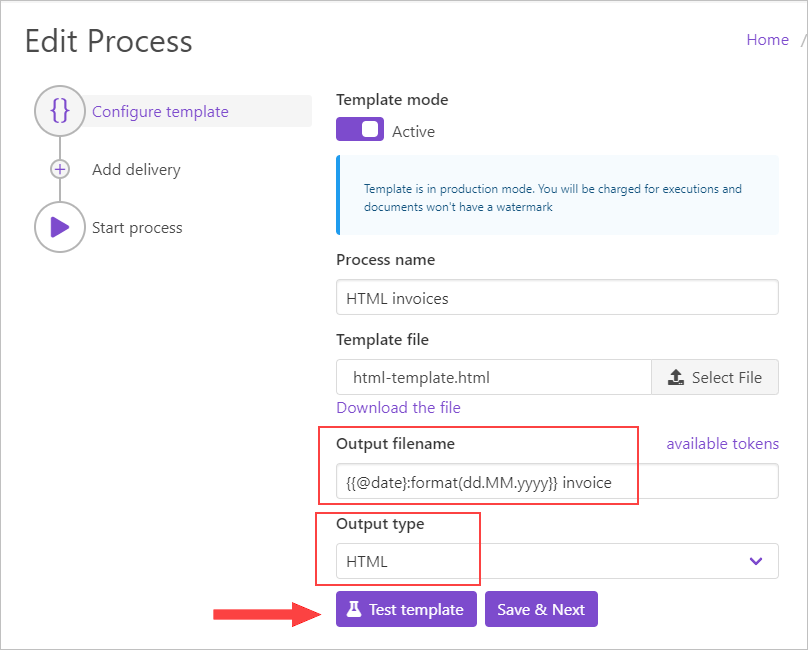 Edit Process
Home /
{} Configure template
+ Add delivery
Start process
Template mode
Active
Template is in production mode. You will be charged for executions and
documents won't have a watermark
Process name
HTML invoices
Template file
html-template.html
Select File
Download the file
Output filename
available tokens
{{@date}:format(dd.MM.yyyy}} invoice
Output type
HTML
Test template
Save & Next